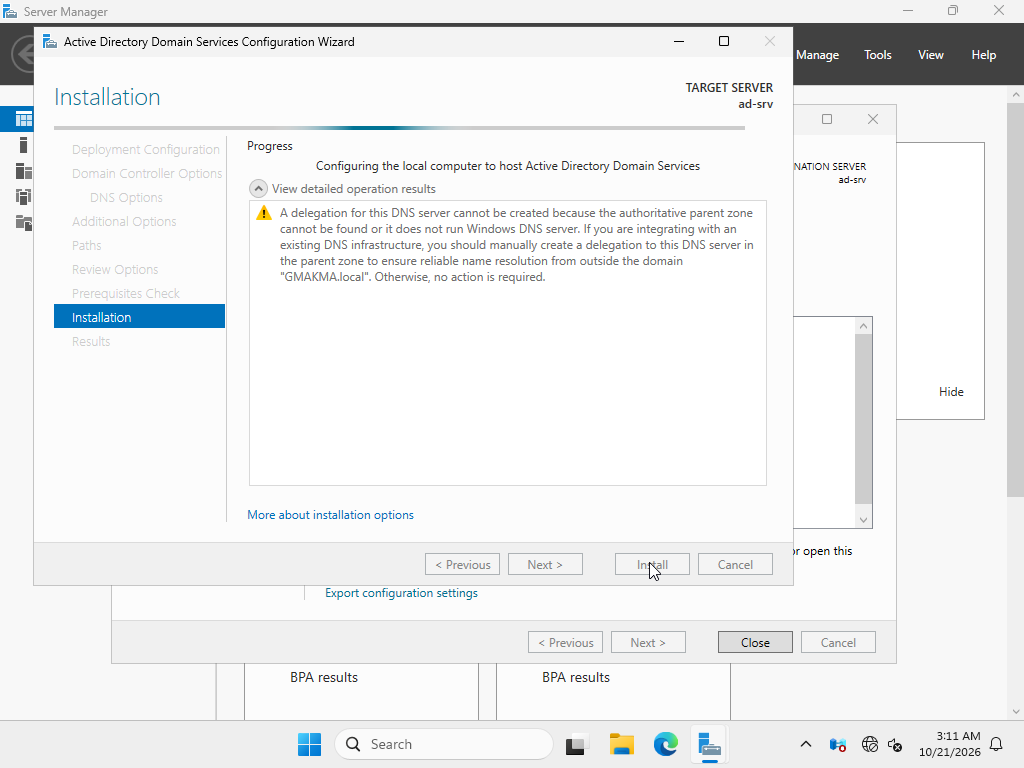 Server Manager
Manage
Tools
View
Help
Active Directory Domain Services Configuration Wizard
Installation
TARGET SERVER
ad-srv
Deployment Configuration
Domain Controller Options
DNS Options
Additional Options
Paths
Review Options
Prerequisites Check
Installation
Results
Progress
Configuring the local computer to host Active Directory Domain Services
View detailed operation results
A delegation for this DNS server cannot be created because the authoritative parent zone
cannot be found or it does not run Windows DNS server. If you are integrating with an
existing DNS infrastructure, you should manually create a delegation to this DNS server in
the parent zone to ensure reliable name resolution from outside the domain
"GMAKMA.local". Otherwise, no action is required.
More about installation options
< Previous
Next >
Install
Cancel
NATION SERVER
ad-srv
Hide
or open this
Export configuration settings
< Previous
Next >
Close
Cancel
BPA results
BPA results
Search
3:11 AM
10/21/2026